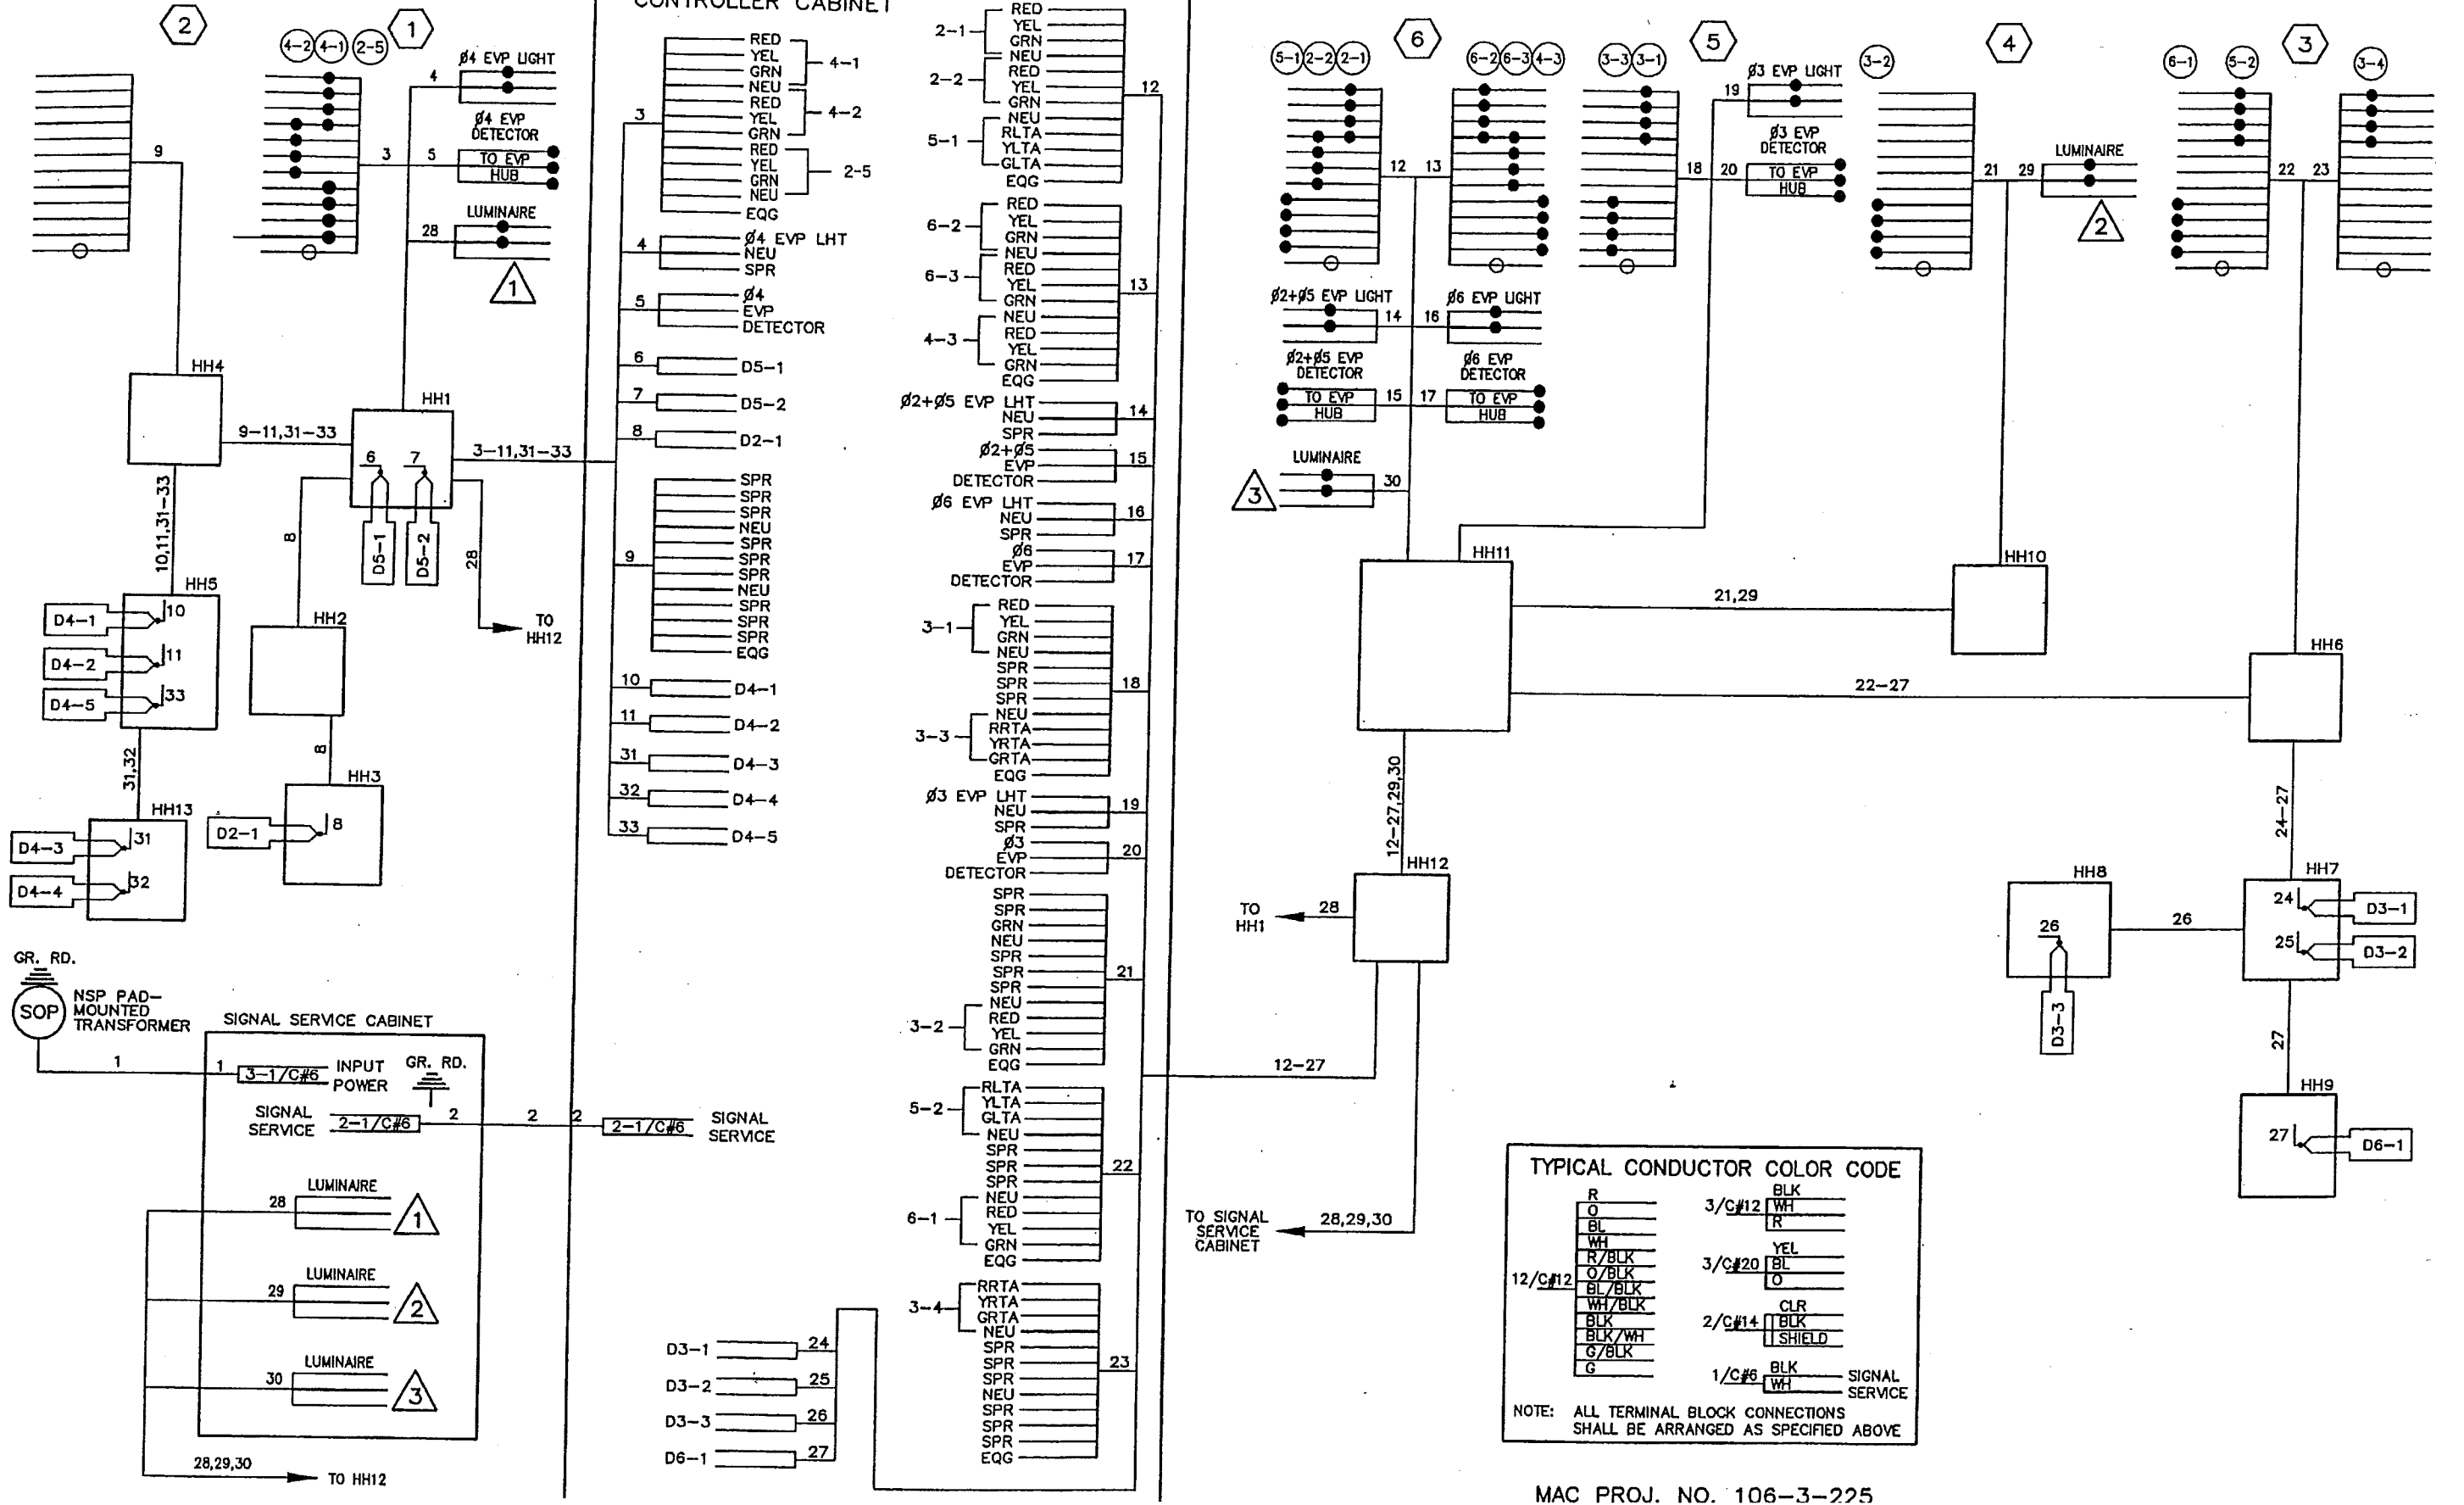 2
4-2 4-1 2-5
1
4
Ø4 EVP LIGHT
Ø4 EVP
DETECTOR
9
3
5
TO EVP
HUB
LUMINAIRE
28
1
HH4
HH1
9-11,31-33
6 7
3-11,31-33
10,11,31-33
D5-1
D5-2
8
28
TO
HH12
HH5
D4-1
10
D4-2
11
D4-5
33
HH2
31,32
8
HH13
D4-3
31
D4-4
32
HH3
D2-1
8
GR. RD.
SOP
NSP PAD-
MOUNTED
TRANSFORMER
1
SIGNAL SERVICE CABINET
1
3-1/C#6
INPUT
POWER
GR. RD.
SIGNAL
SERVICE
2-1/C#6
2
2
2
2-1/C#6
SIGNAL
SERVICE
LUMINAIRE
28
1
LUMINAIRE
29
2
LUMINAIRE
30
3
28,29,30
TO HH12
CONTROLLER CABINET
3
RED
YEL
GRN
NEU
4-1
RED
YEL
GRN
4-2
RED
YEL
GRN
NEU
2-5
EQG
4
Ø4 EVP LHT
NEU
SPR
5
Ø4
EVP
DETECTOR
6
D5-1
7
D5-2
8
D2-1
9
SPR
SPR
SPR
NEU
SPR
SPR
SPR
NEU
SPR
SPR
SPR
EQG
10
D4-1
11
D4-2
31
D4-3
32
D4-4
33
D4-5
2-1
RED
YEL
GRN
NEU
2-2
RED
YEL
GRN
12
5-1
NEU
RLTA
YLTA
GLTA
EQG
6-2
RED
YEL
GRN
NEU
6-3
RED
YEL
GRN
13
4-3
NEU
RED
YEL
GRN
EQG
Ø2+Ø5 EVP LHT
NEU
SPR
14
Ø2+Ø5
EVP
DETECTOR
15
Ø6 EVP LHT
NEU
SPR
16
Ø6
EVP
DETECTOR
17
3-1
RED
YEL
GRN
NEU
SPR
SPR
SPR
18
3-3
NEU
RRTA
YRTA
GRTA
EQG
Ø3 EVP LHT
NEU
SPR
19
Ø3
EVP
DETECTOR
20
SPR
SPR
GRN
NEU
SPR
SPR
SPR
21
3-2
NEU
RED
YEL
GRN
EQG
5-2
RLTA
YLTA
GLTA
NEU
SPR
SPR
SPR
22
6-1
NEU
RED
YEL
GRN
EQG
3-4
RRTA
YRTA
GRTA
NEU
SPR
SPR
SPR
23
NEU
SPR
SPR
SPR
EQG
D3-1
24
D3-2
25
D3-3
26
D6-1
27
5-1 2-2 2-1
6
6-2 6-3 4-3
12 13
Ø2+Ø5 EVP LIGHT
Ø6 EVP LIGHT
14 16
Ø2+Ø5 EVP
DETECTOR
Ø6 EVP
DETECTOR
TO EVP
HUB
15 17
TO EVP
HUB
LUMINAIRE
3
30
3-3 3-1
5
19
Ø3 EVP LIGHT
Ø3 EVP
DETECTOR
18 20
TO EVP
HUB
3-2
4
21 29
LUMINAIRE
2
6-1 5-2
3
3-4
22 23
HH11
HH10
HH6
21,29
22-27
12-27,29,30
24-27
HH12
TO
HH1
28
12-27
TO SIGNAL
SERVICE
CABINET
28,29,30
HH8
26
D3-3
26
HH7
24
D3-1
25
D3-2
27
HH9
27
D6-1
TYPICAL CONDUCTOR COLOR CODE
12/C#12
R
O
BL
WH
R/BLK
O/BLK
BL/BLK
WH/BLK
BLK
BLK/WH
G/BLK
G
3/C#12
BLK
WH
R
3/C#20
YEL
BL
O
2/C#14
CLR
BLK
SHIELD
1/C#6
BLK
WH
SIGNAL
SERVICE
NOTE: ALL TERMINAL BLOCK CONNECTIONS
SHALL BE ARRANGED AS SPECIFIED ABOVE
MAC PROJ. NO. 106-3-225